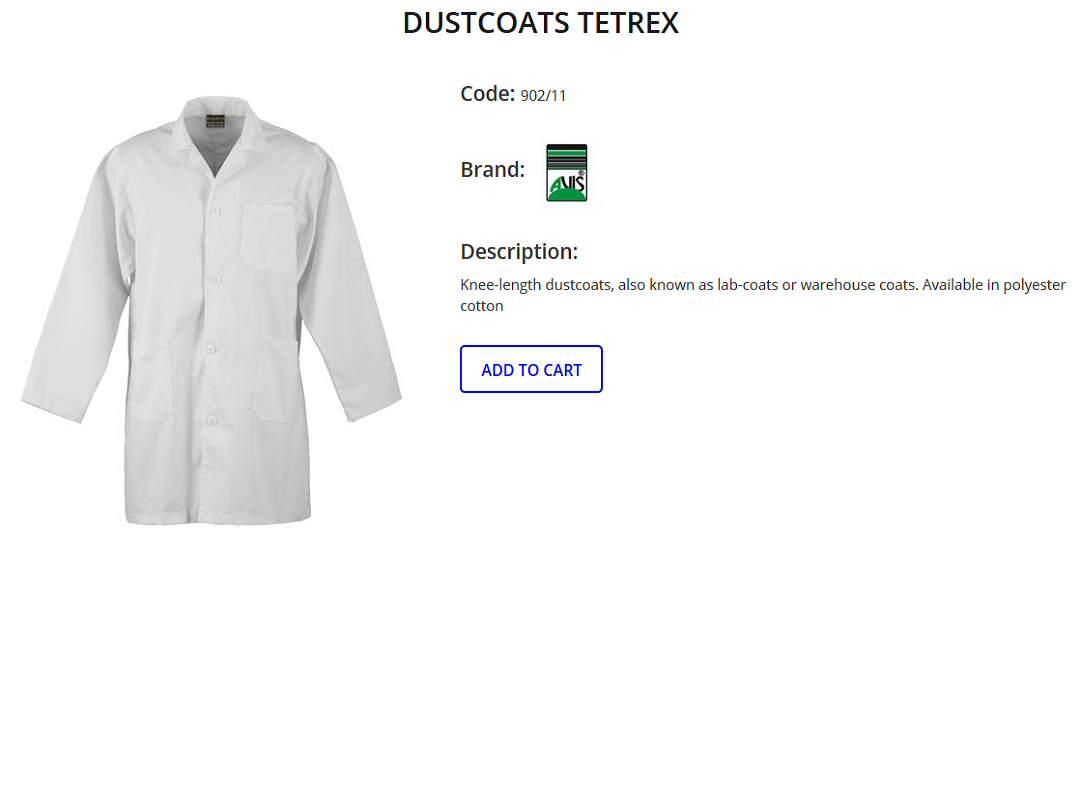 DUSTCOATS TETREX
Code: 902/11
Brand:
AVIS®
Description:
Knee-length dustcoats, also known as lab-coats or warehouse coats. Available in polyester
cotton
ADD TO CART